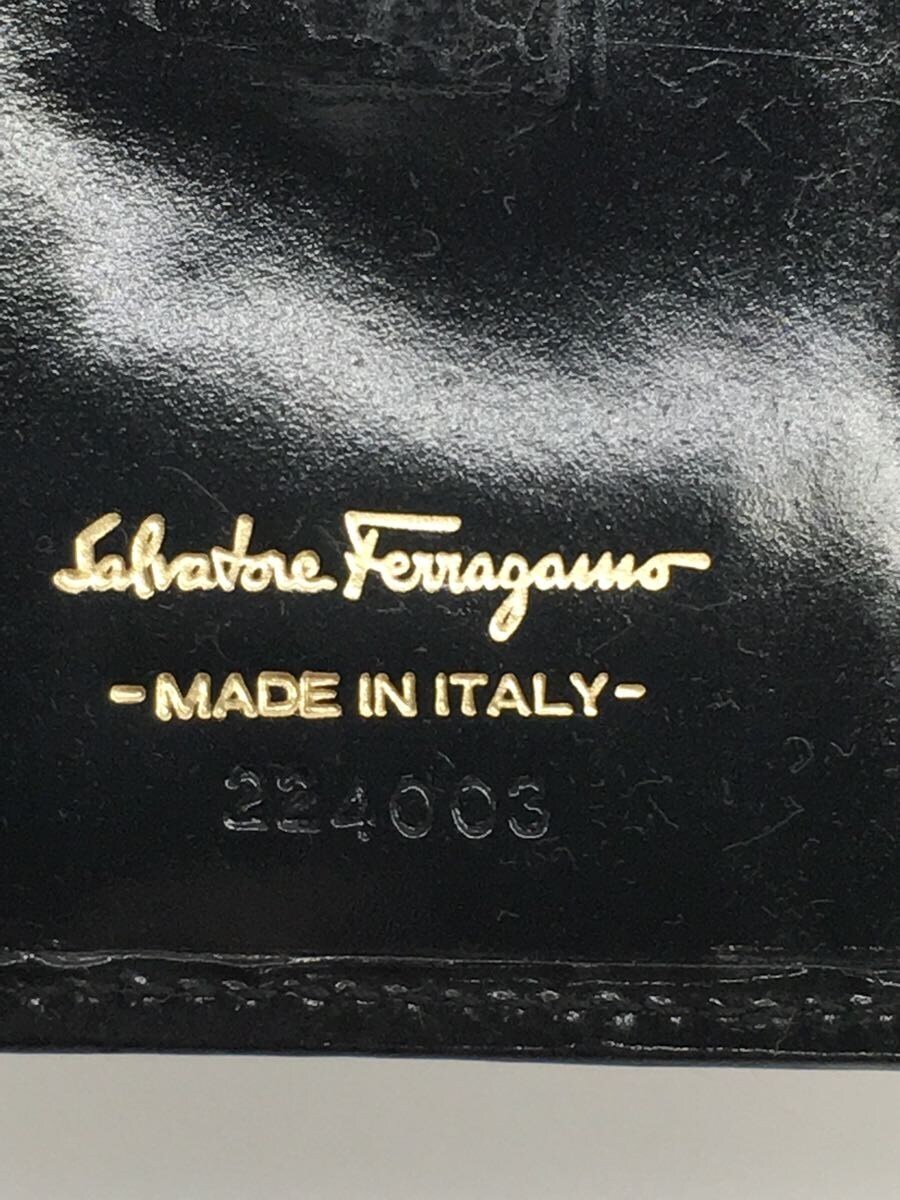 Salvatore Ferragamo
-MADE IN ITALY-
224003